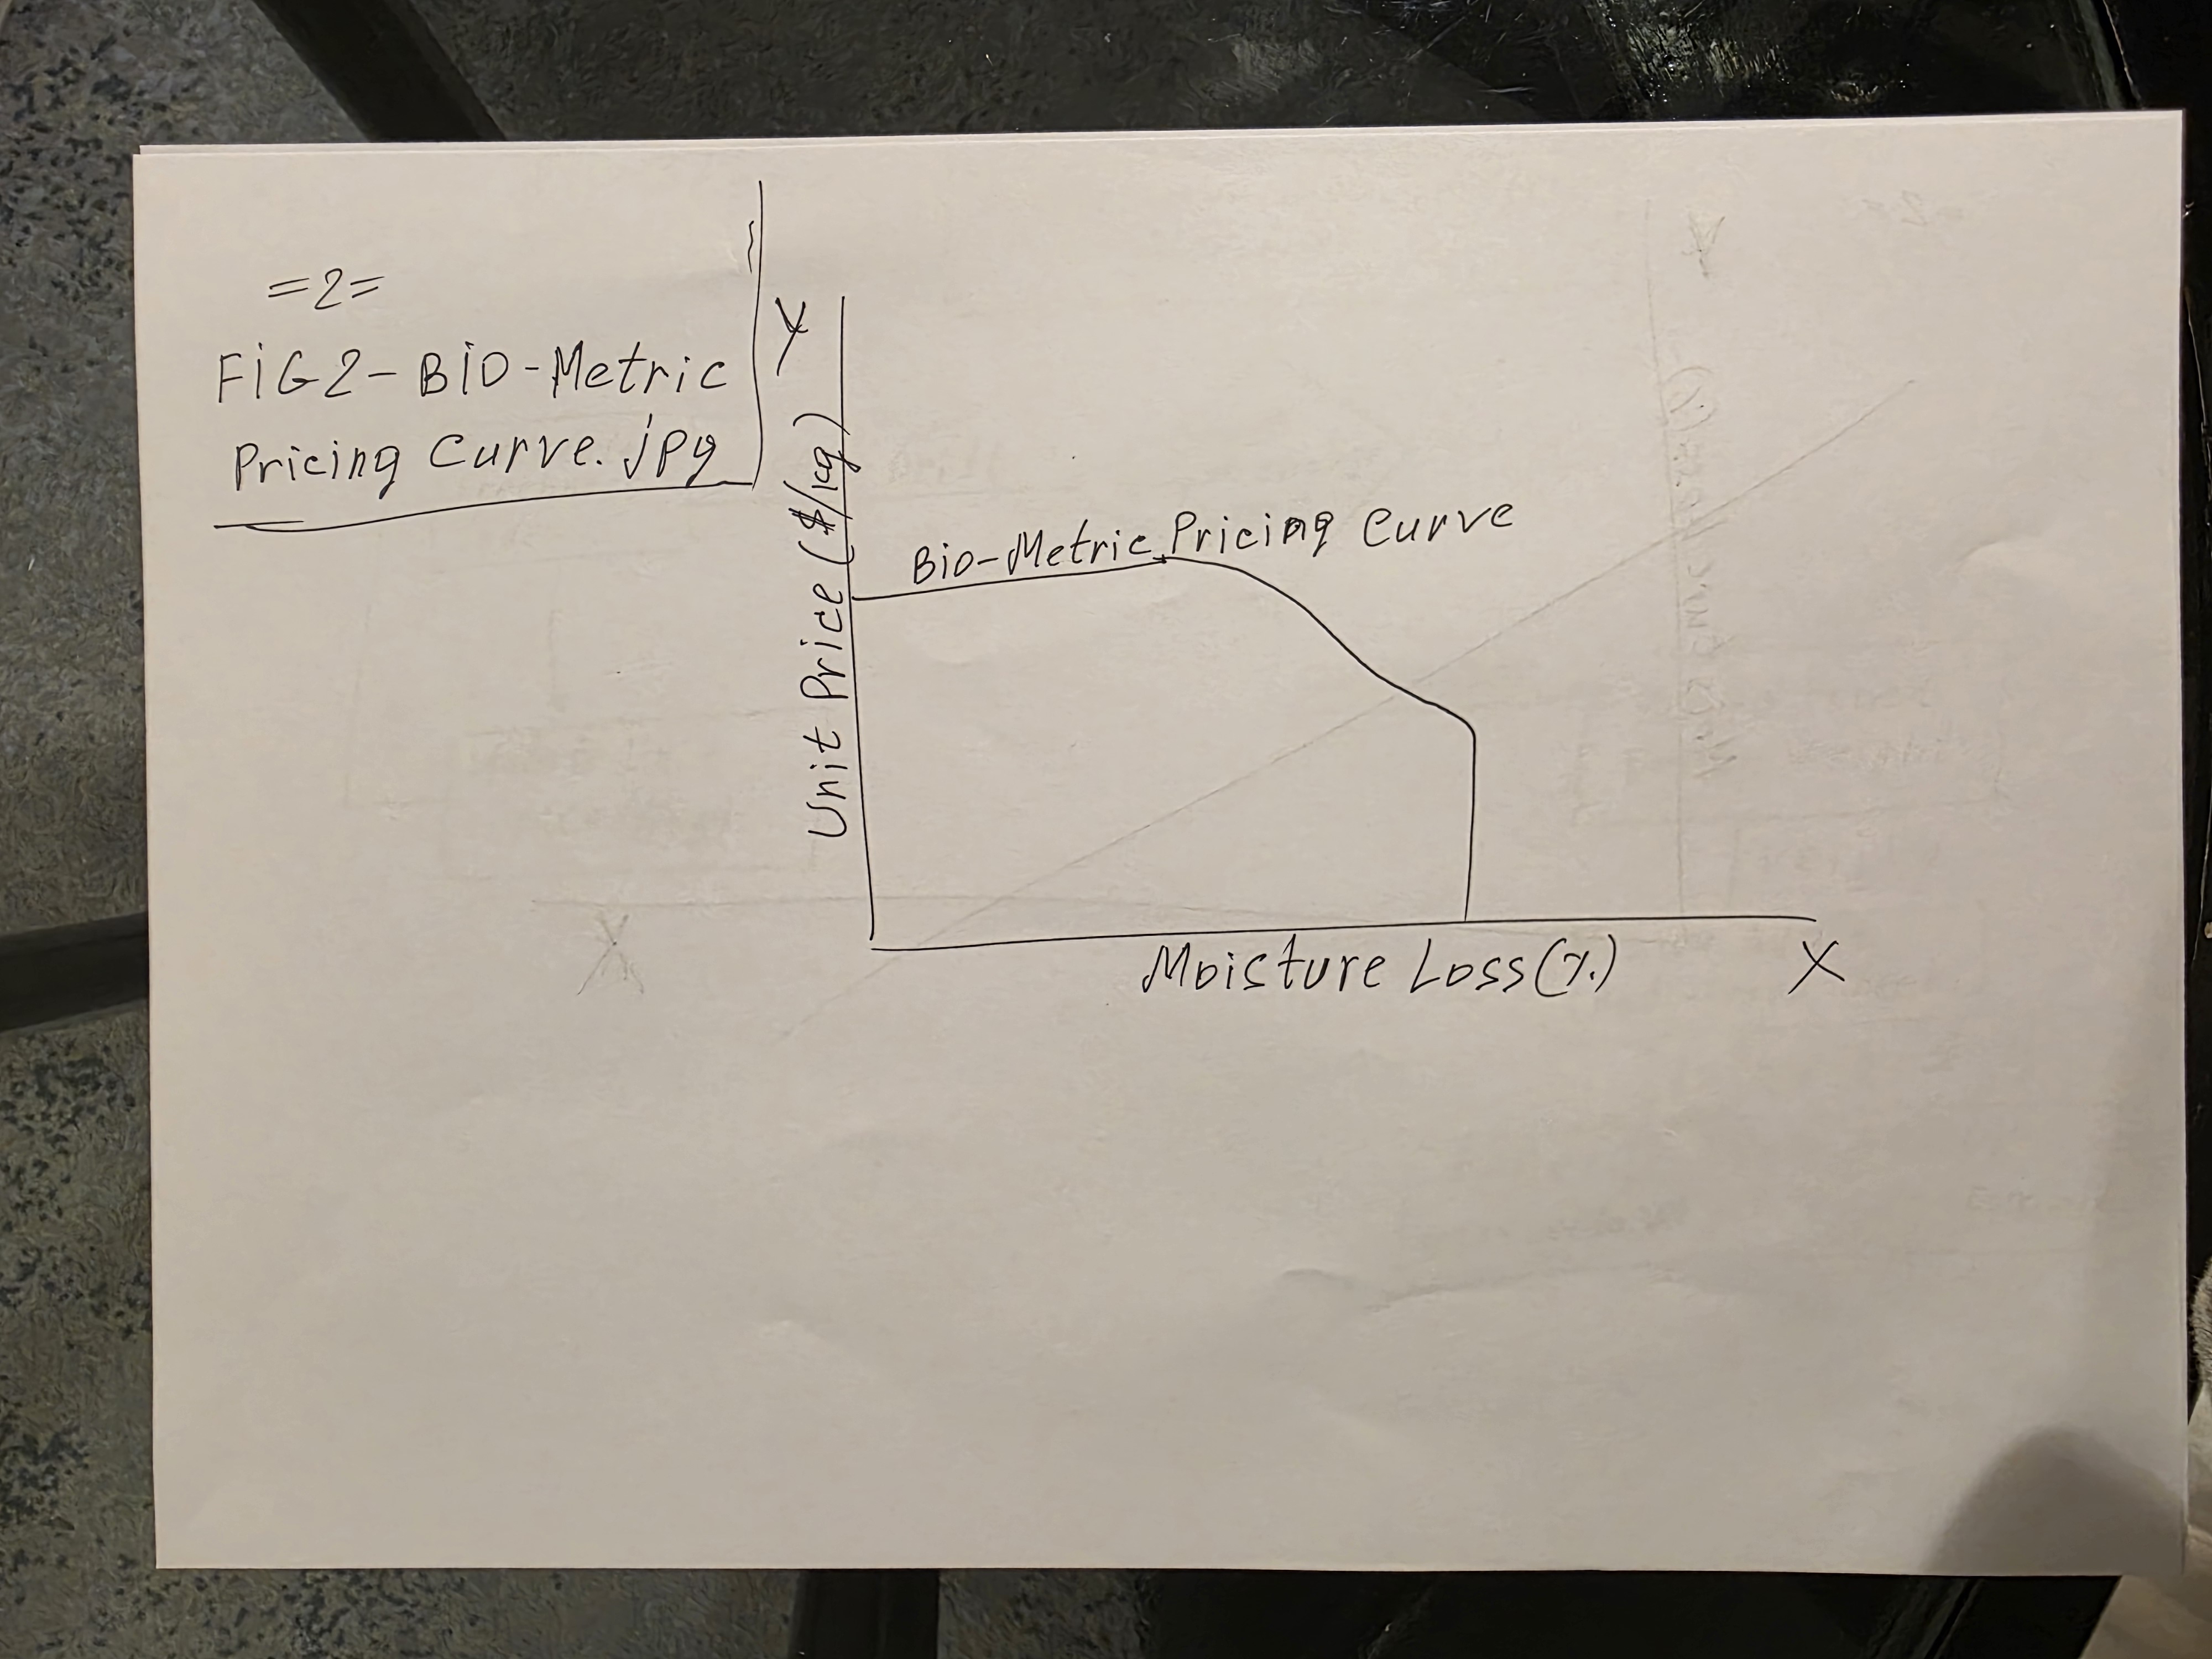 =2=
FiG2-Bio-Metric
Pricing Curve.jpg
Y
Unit Price ($/kg)
Bio-Metric Pricing Curve
Moisture Loss(%)
X